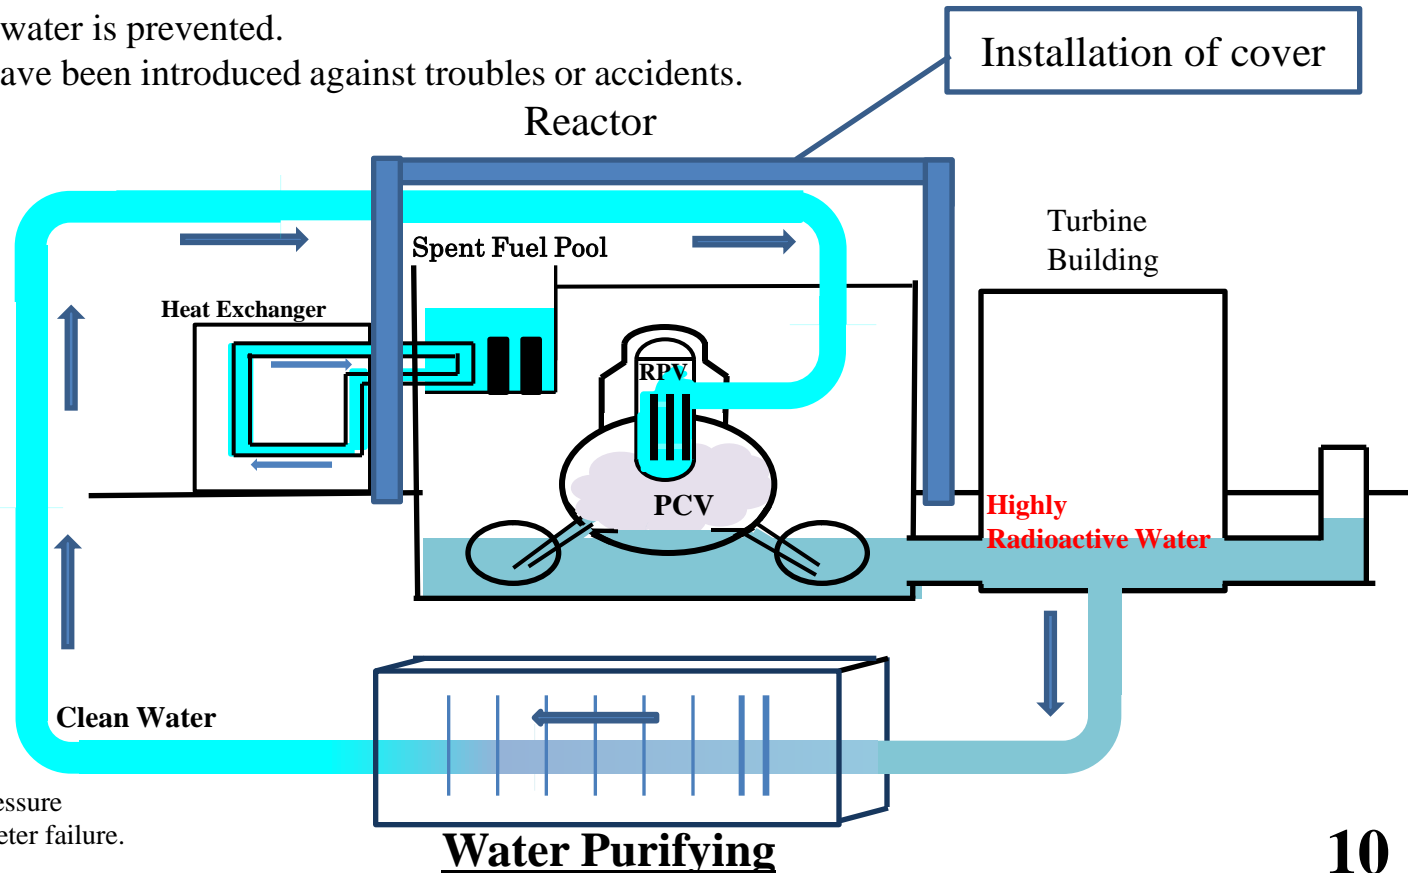 water is prevented.
ave been introduced against troubles or accidents.
Installation of cover
Reactor
Turbine
Building
Spent Fuel Pool
Heat Exchanger
RPV
PCV
Highly
Radioactive Water
Clean Water
essure
eter failure.
Water Purifying
10